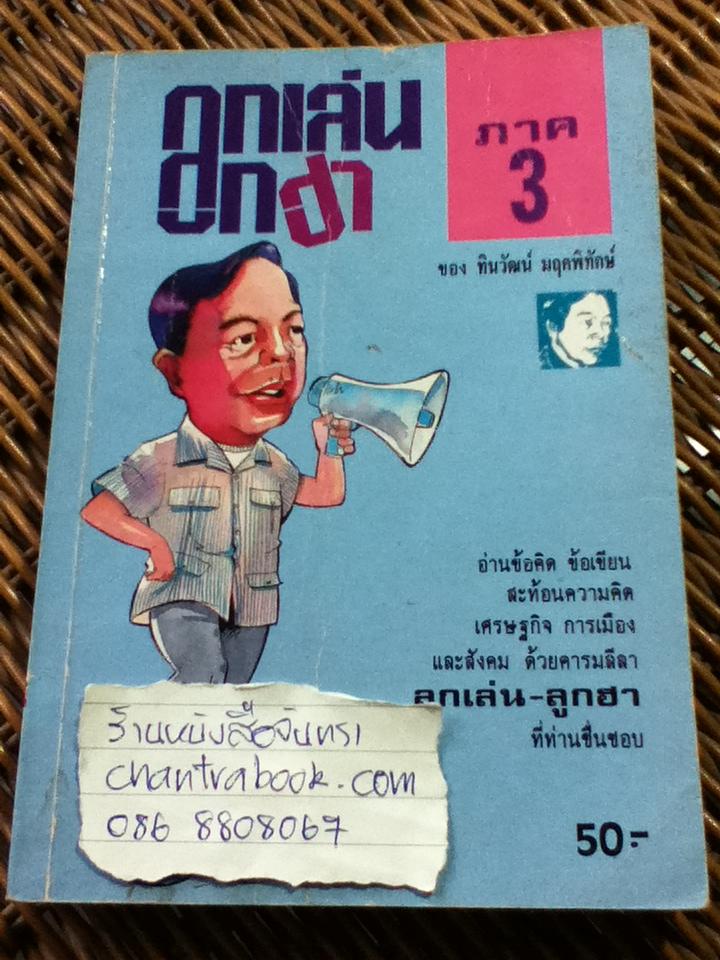 ลูกเล่น
ลูกฮา
ภาค
3
ของ ทินวัฒน์ มฤคพิทักษ์
อ่านข้อคิด ข้อเขียน
สะท้อนความคิด
เศรษฐกิจ การเมือง
และสังคม ด้วยคารมลีลา
ลูกเล่น-ลูกฮา
ที่ท่านชื่นชอบ
50.-
ร้านหนังสือจันทรา
chantrabook.com
086 8808067